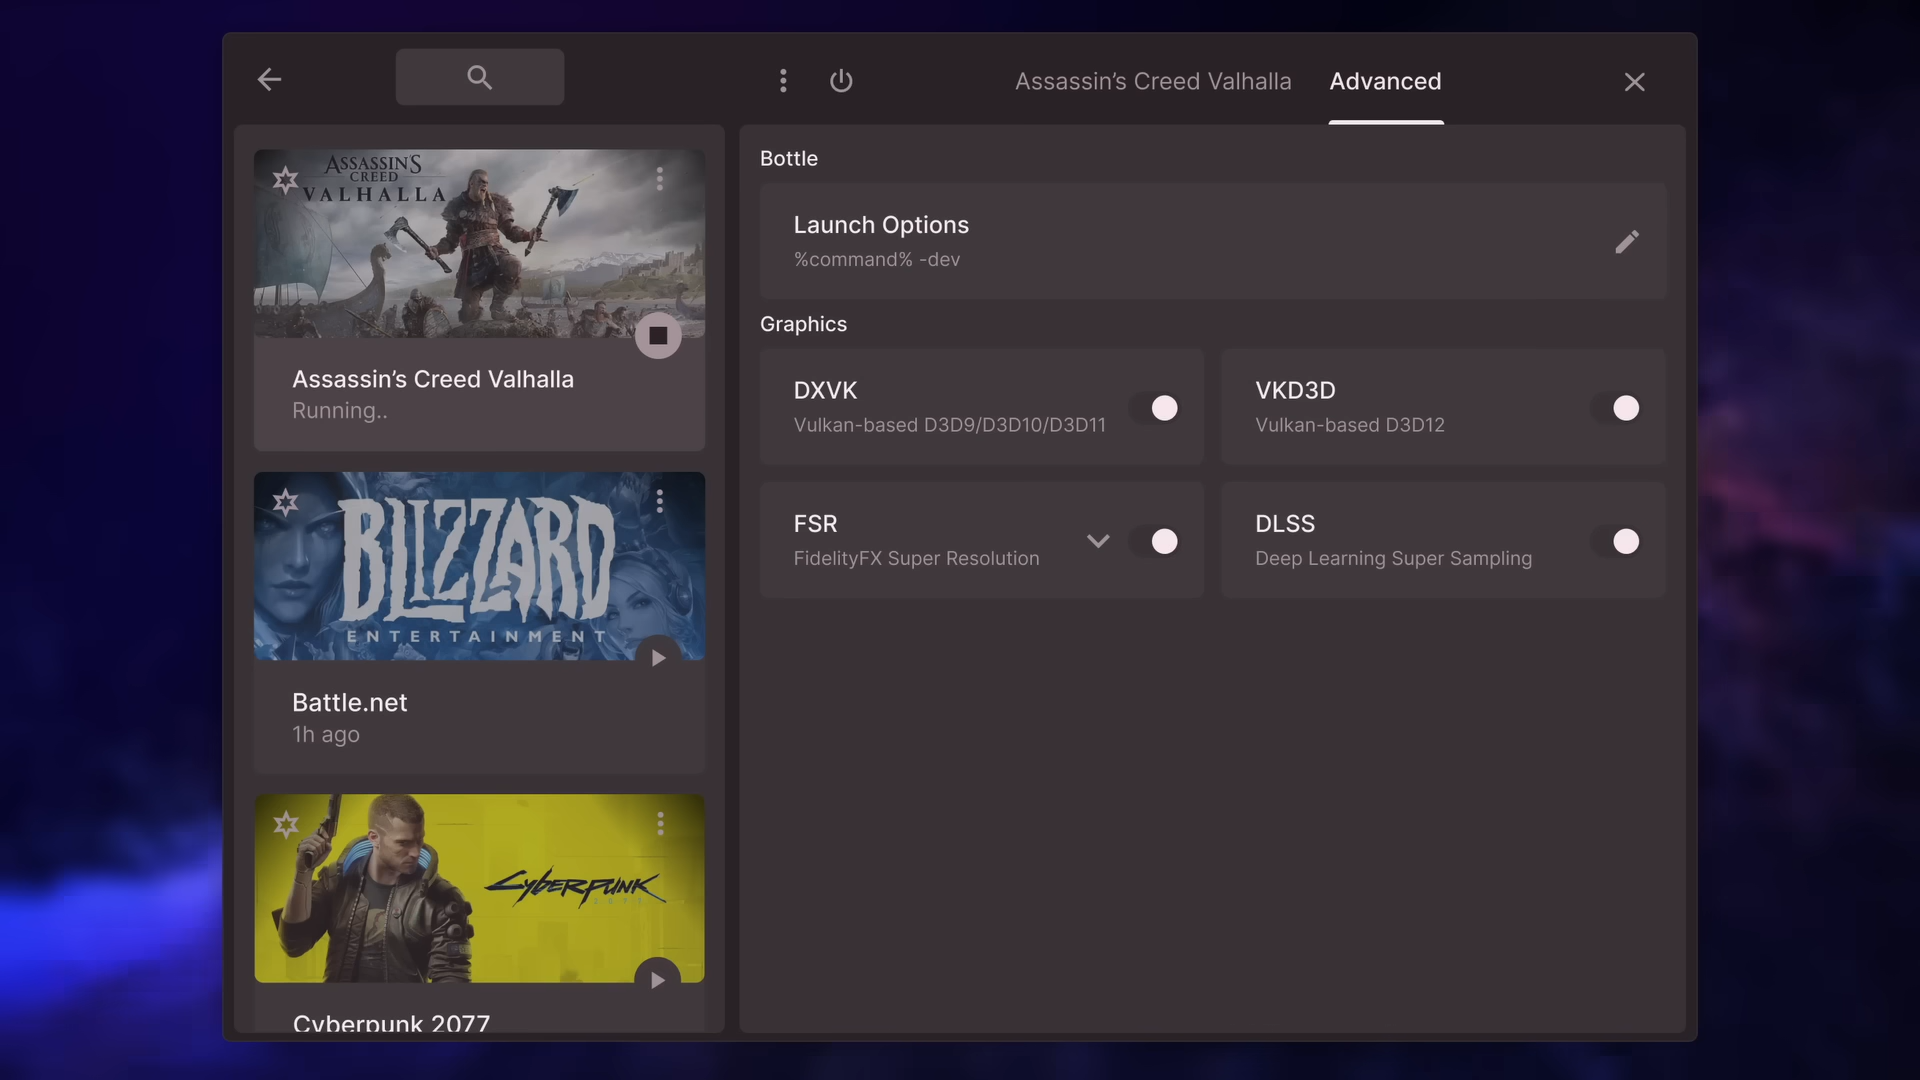 Assassin’s Creed Valhalla
Advanced
ASSASSIN'S
CREED
VALHALLA
Assassin’s Creed Valhalla
Running..
BLIZZARD
ENTERTAINMENT
Battle.net
1h ago
CYBERPUNK
2077
Cyberpunk 2077
Bottle
Launch Options
%command% -dev
Graphics
DXVK
Vulkan-based D3D9/D3D10/D3D11
VKD3D
Vulkan-based D3D12
FSR
FidelityFX Super Resolution
DLSS
Deep Learning Super Sampling